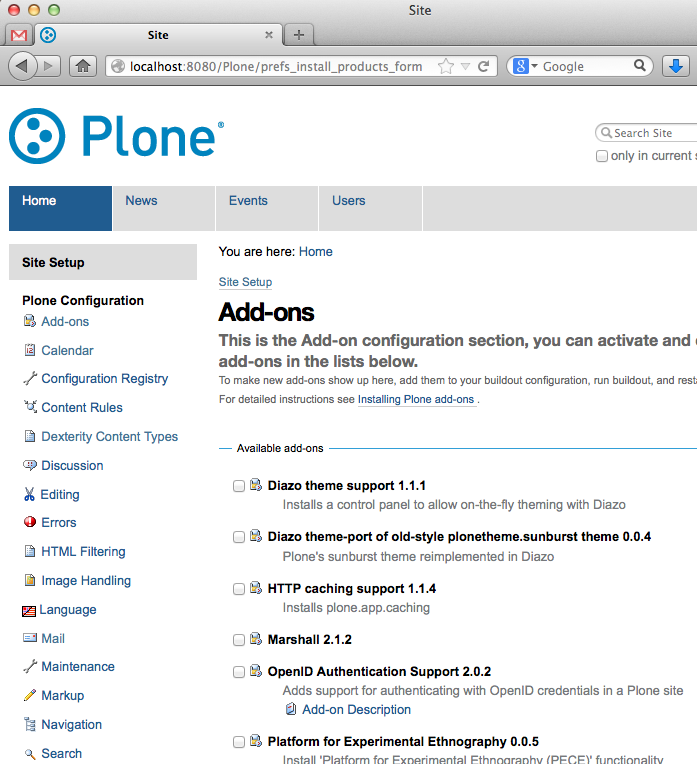 Site
Site
localhost:8080/Plone/prefs_install_products_form
Google
Plone®
Search Site
only in current
Home
News
Events
Users
Site Setup
You are here: Home
Site Setup
Add-ons
This is the Add-on configuration section, you can activate and
add-ons in the lists below.
To make new add-ons show up here, add them to your buildout configuration, run buildout, and
For detailed instructions see Installing Plone add-ons .
Plone Configuration
Add-ons
Calendar
Configuration Registry
Content Rules
Dexterity Content Types
Discussion
Editing
Errors
HTML Filtering
Image Handling
Language
Mail
Maintenance
Markup
Navigation
Search
Available add-ons
Diazo theme support 1.1.1
Installs a control panel to allow on-the-fly theming with Diazo
Diazo theme-port of old-style plonetheme.sunburst theme 0.0.4
Plone's sunburst theme reimplemented in Diazo
HTTP caching support 1.1.4
Installs plone.app.caching
Marshall 2.1.2
OpenID Authentication Support 2.0.2
Adds support for authenticating with OpenID credentials in a Plone site
Add-on Description
Platform for Experimental Ethnography 0.0.5
Install 'Platform for Experimental Ethnography (PECE)' functionality